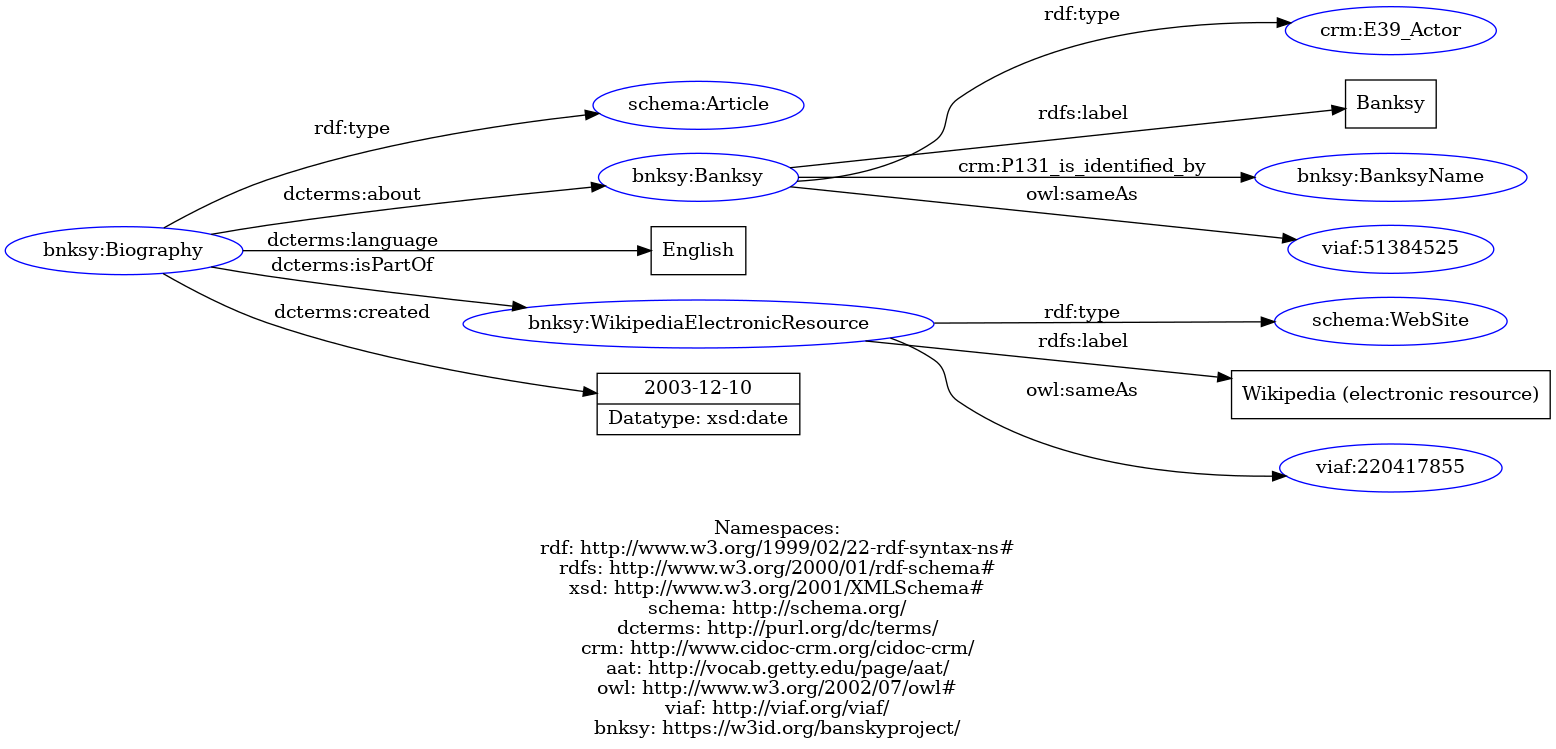 rdf:type
crm:E39_Actor
schema:Article
Banksy
rdfs:label
rdf:type
crm:P131_is_identified_by
bnksy:Banksy
bnksy:BanksyName
dcterms:about
owl:sameAs
dcterms:language
bnksy:Biography
English
viaf:51384525
dcterms:isPartOf
dcterms:created
rdf:type
bnksy:WikipediaElectronicResource
schema:WebSite
rdfs:label
2003-12-10
owl:sameAs
Wikipedia (electronic resource)
Datatype: xsd:date
viaf:220417855
Namespaces:
rdf: http://www.w3.org/1999/02/22-rdf-syntax-ns#
rdfs: http://www.w3.org/2000/01/rdf-schema#
xsd: http://www.w3.org/2001/XMLSchema#
schema: http://schema.org/
dcterms: http://purl.org/dc/terms/
crm: http://www.cidoc-crm.org/cidoc-crm/
aat: http://vocab.getty.edu/page/aat/
owl: http://www.w3.org/2002/07/owl#
viaf: http://viaf.org/viaf/
bnksy: https://w3id.org/banskyproject/